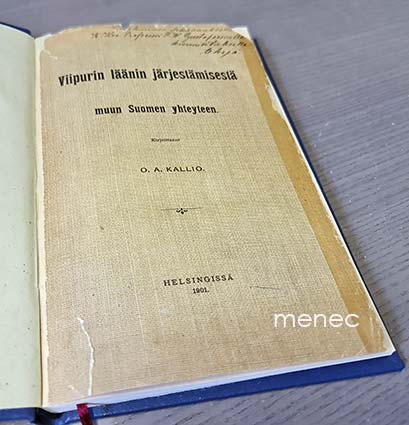 Viipurin läänin järjestämisestä
muun Suomen yhteyteen.
Kirjoittanut
O. A. KALLIO.
HELSINGISSÄ
1901.
menec